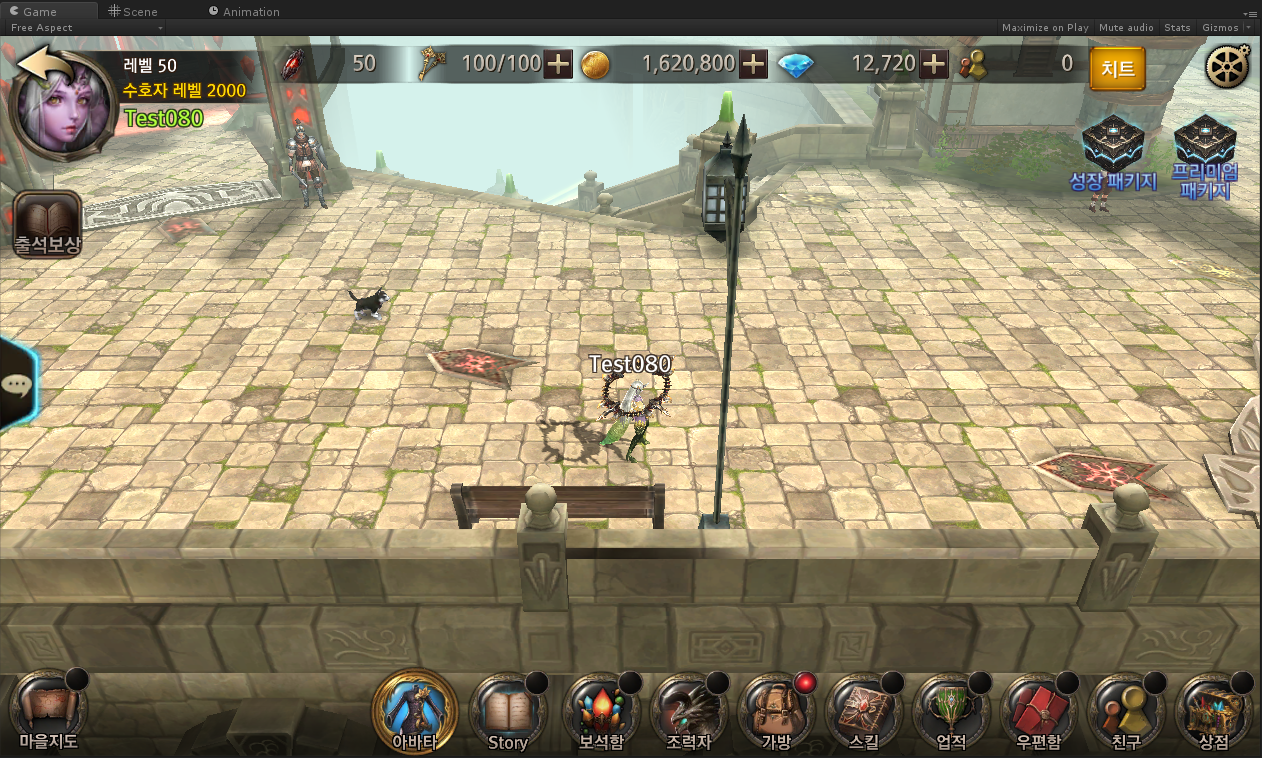 Game
Scene
Animation
Free Aspect
Maximize on Play
Mute audio
Stats
Gizmos
레벨 50
수호자 레벨 2000
Test080
50
100/100
1,620,800
12,720
0
치트
성장 패키지
프리미엄
패키지
출석보상
Test080
마을지도
아바타
Story
보석함
조력자
가방
스킬
업적
우편함
친구
상점